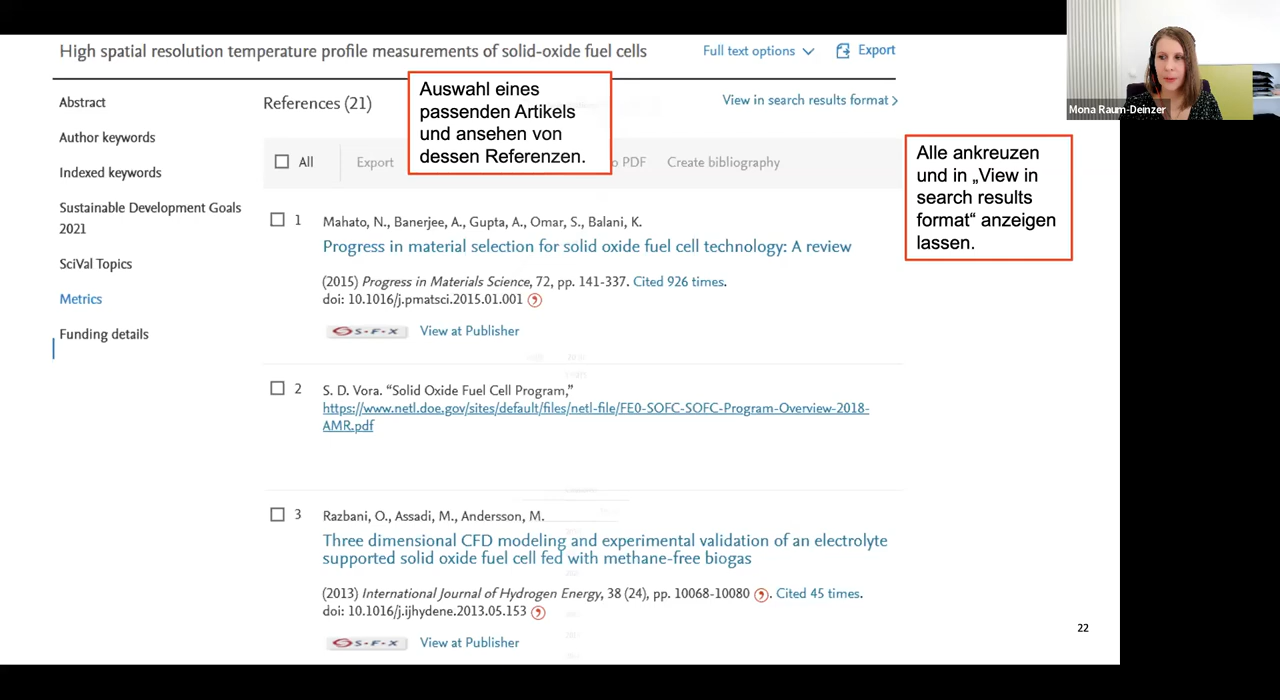 High spatial resolution temperature profile measurements of solid-oxide fuel cells
Full text options
Export
Mona Raum-Deinzer
Abstract
Author keywords
Indexed keywords
Sustainable Development Goals
2021
SciVal Topics
Metrics
Funding details
References (21)
View in search results format >
Auswahl eines
passenden Artikels
und ansehen von
dessen Referenzen.
Alle ankreuzen
und in „View in
search results
format“ anzeigen
lassen.
All
Export
PDF
Create bibliography
1
Mahato, N., Banerjee, A., Gupta, A., Omar, S., Balani, K.
Progress in material selection for solid oxide fuel cell technology: A review
(2015) Progress in Materials Science, 72, pp. 141-337. Cited 926 times.
doi: 10.1016/j.pmatsci.2015.01.001
S·F·X
View at Publisher
2
S. D. Vora. “Solid Oxide Fuel Cell Program,”
https://www.netl.doe.gov/sites/default/files/netl-file/FE0-SOFC-SOFC-Program-Overview-2018-
AMR.pdf
3
Razbani, O., Assadi, M., Andersson, M.
Three dimensional CFD modeling and experimental validation of an electrolyte
supported solid oxide fuel cell fed with methane-free biogas
(2013) International Journal of Hydrogen Energy, 38 (24), pp. 10068-10080. Cited 45 times.
doi: 10.1016/j.ijhydene.2013.05.153
S·F·X
View at Publisher
22